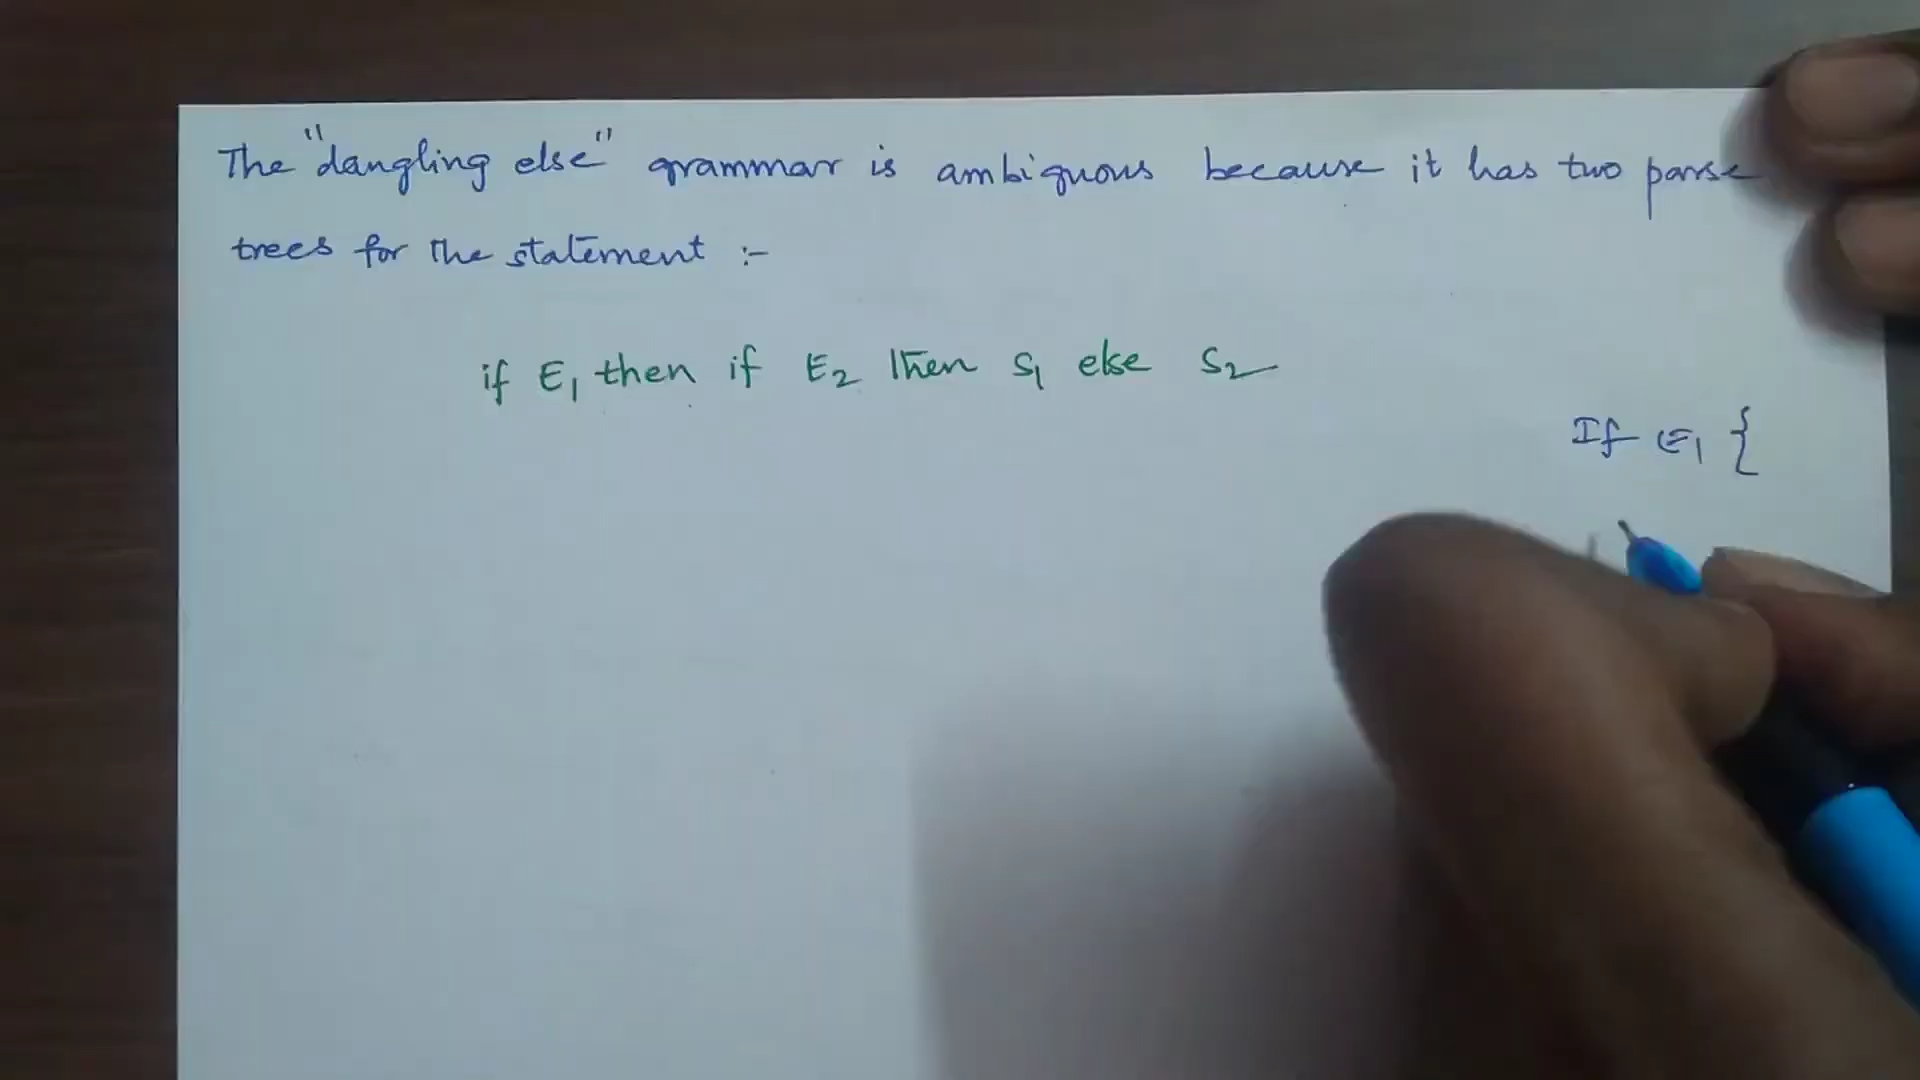 The "dangling else" grammar is ambiguous because it has two parse
trees for the statement :-
if E₁ then if E₂ then S₁ else S₂
If E₁ {